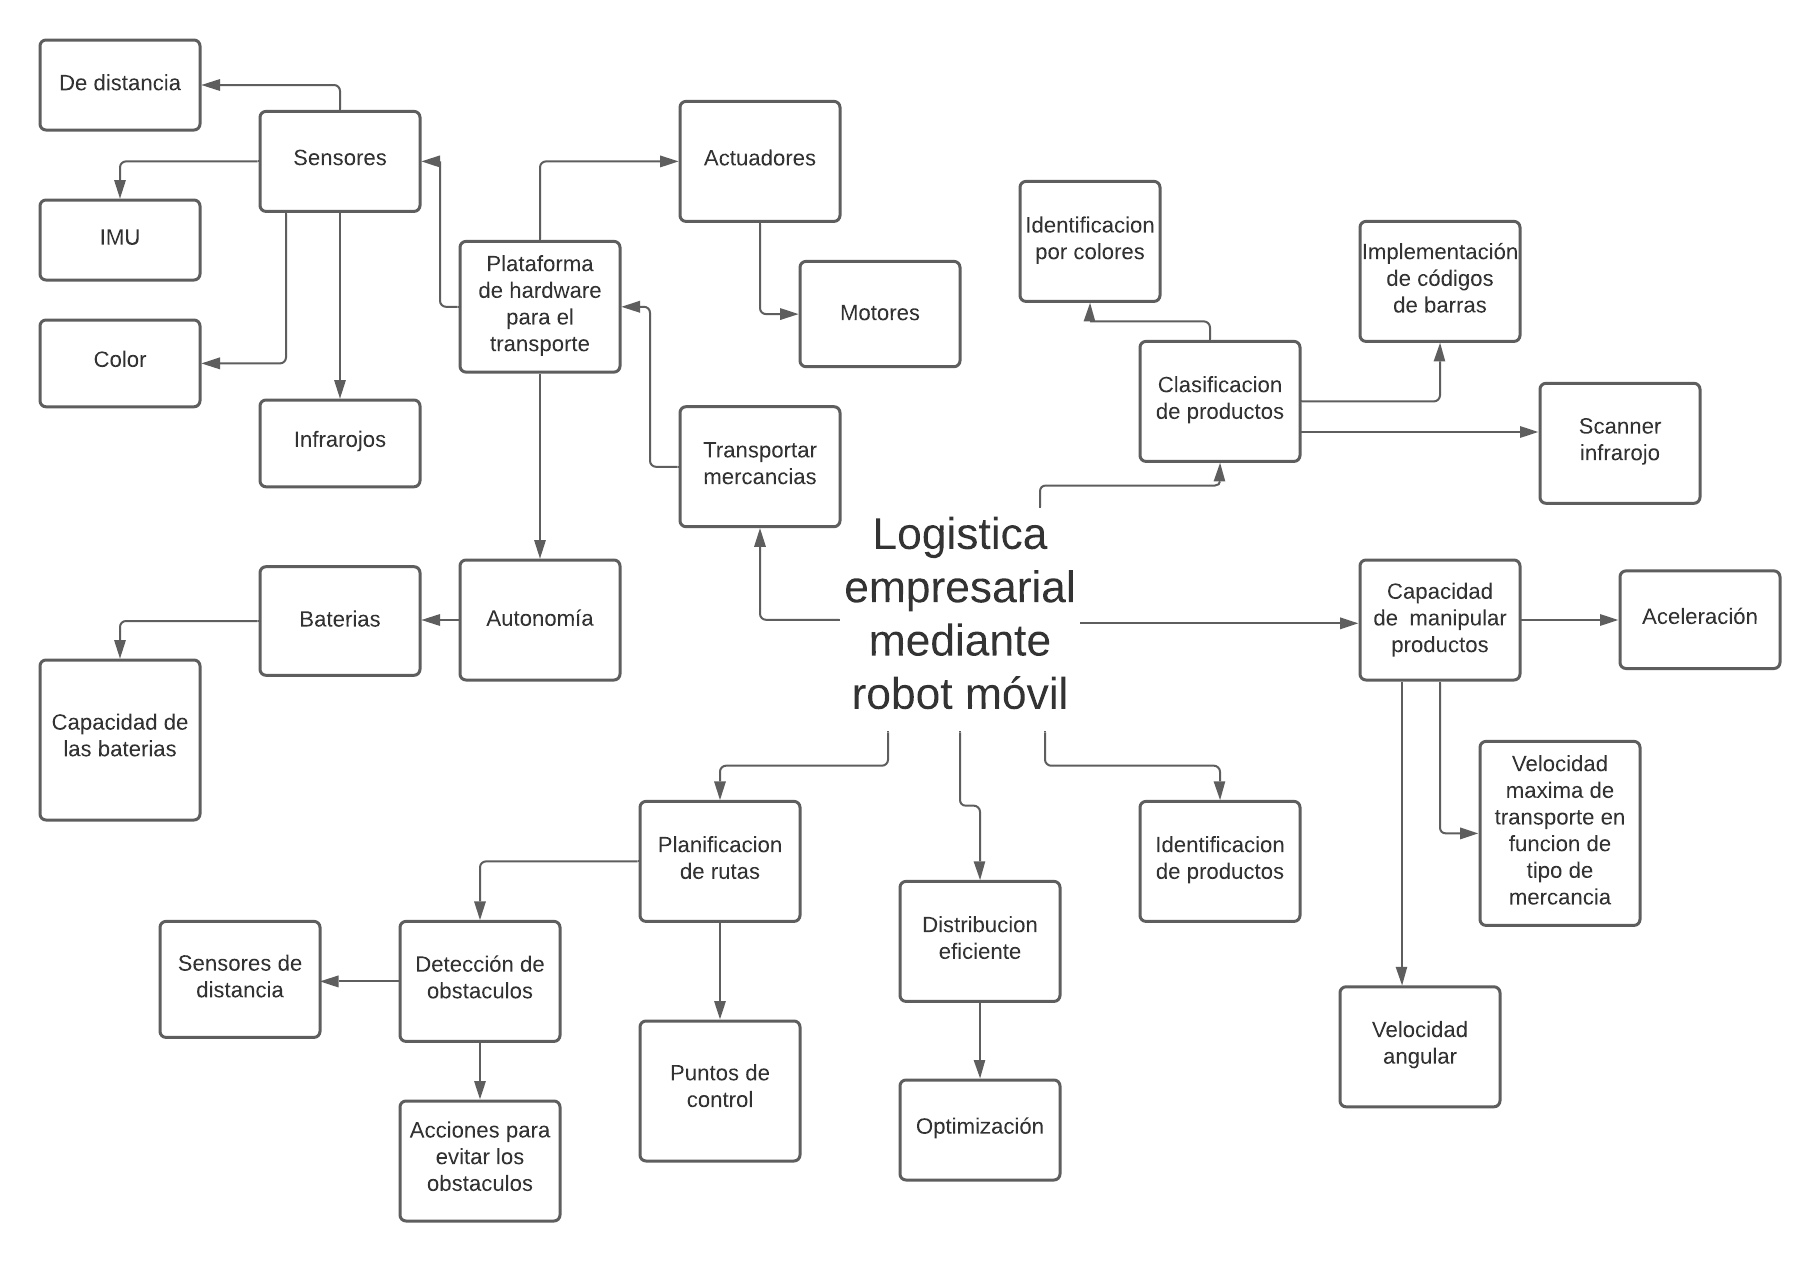 De distancia
Sensores
IMU
Color
Infrarojos
Plataforma
de hardware
para el
transporte
Actuadores
Motores
Transportar
mercancias
Identificacion
por colores
Implementación
de códigos
de barras
Clasificacion
de productos
Scanner
infrarojo
Logistica
empresarial
mediante
robot móvil
Autonomía
Baterias
Capacidad de
las baterias
Capacidad
de  manipular
productos
Aceleración
Velocidad
maxima de
transporte en
funcion de
tipo de
mercancia
Velocidad
angular
Planificacion
de rutas
Identificacion
de productos
Distribucion
eficiente
Optimización
Detección de
obstaculos
Sensores de
distancia
Puntos de
control
Acciones para
evitar los
obstaculos